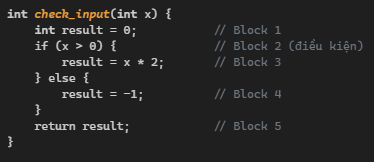 int check_input(int x) {
    int result = 0;           // Block 1
    if (x > 0) {              // Block 2 (điều kiện)
        result = x * 2;       // Block 3
    } else {
        result = -1;          // Block 4
    }
    return result;            // Block 5
}